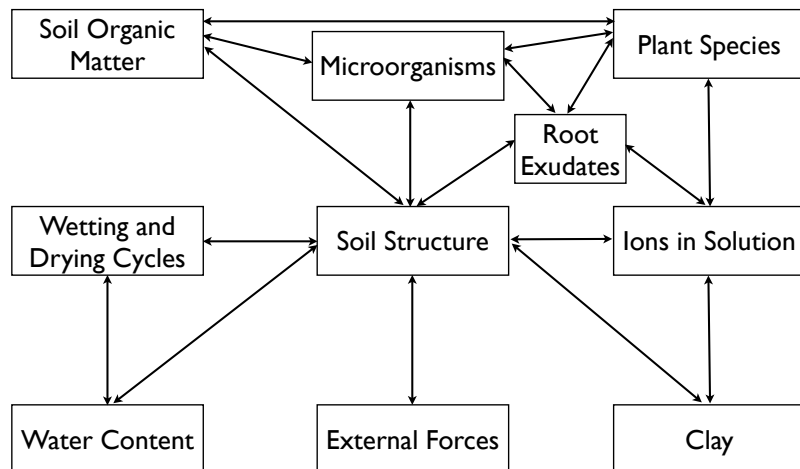 Soil Organic
Matter
Microorganisms
Plant Species
Root
Exudates
Wetting and
Drying Cycles
Soil Structure
Ions in Solution
Water Content
External Forces
Clay